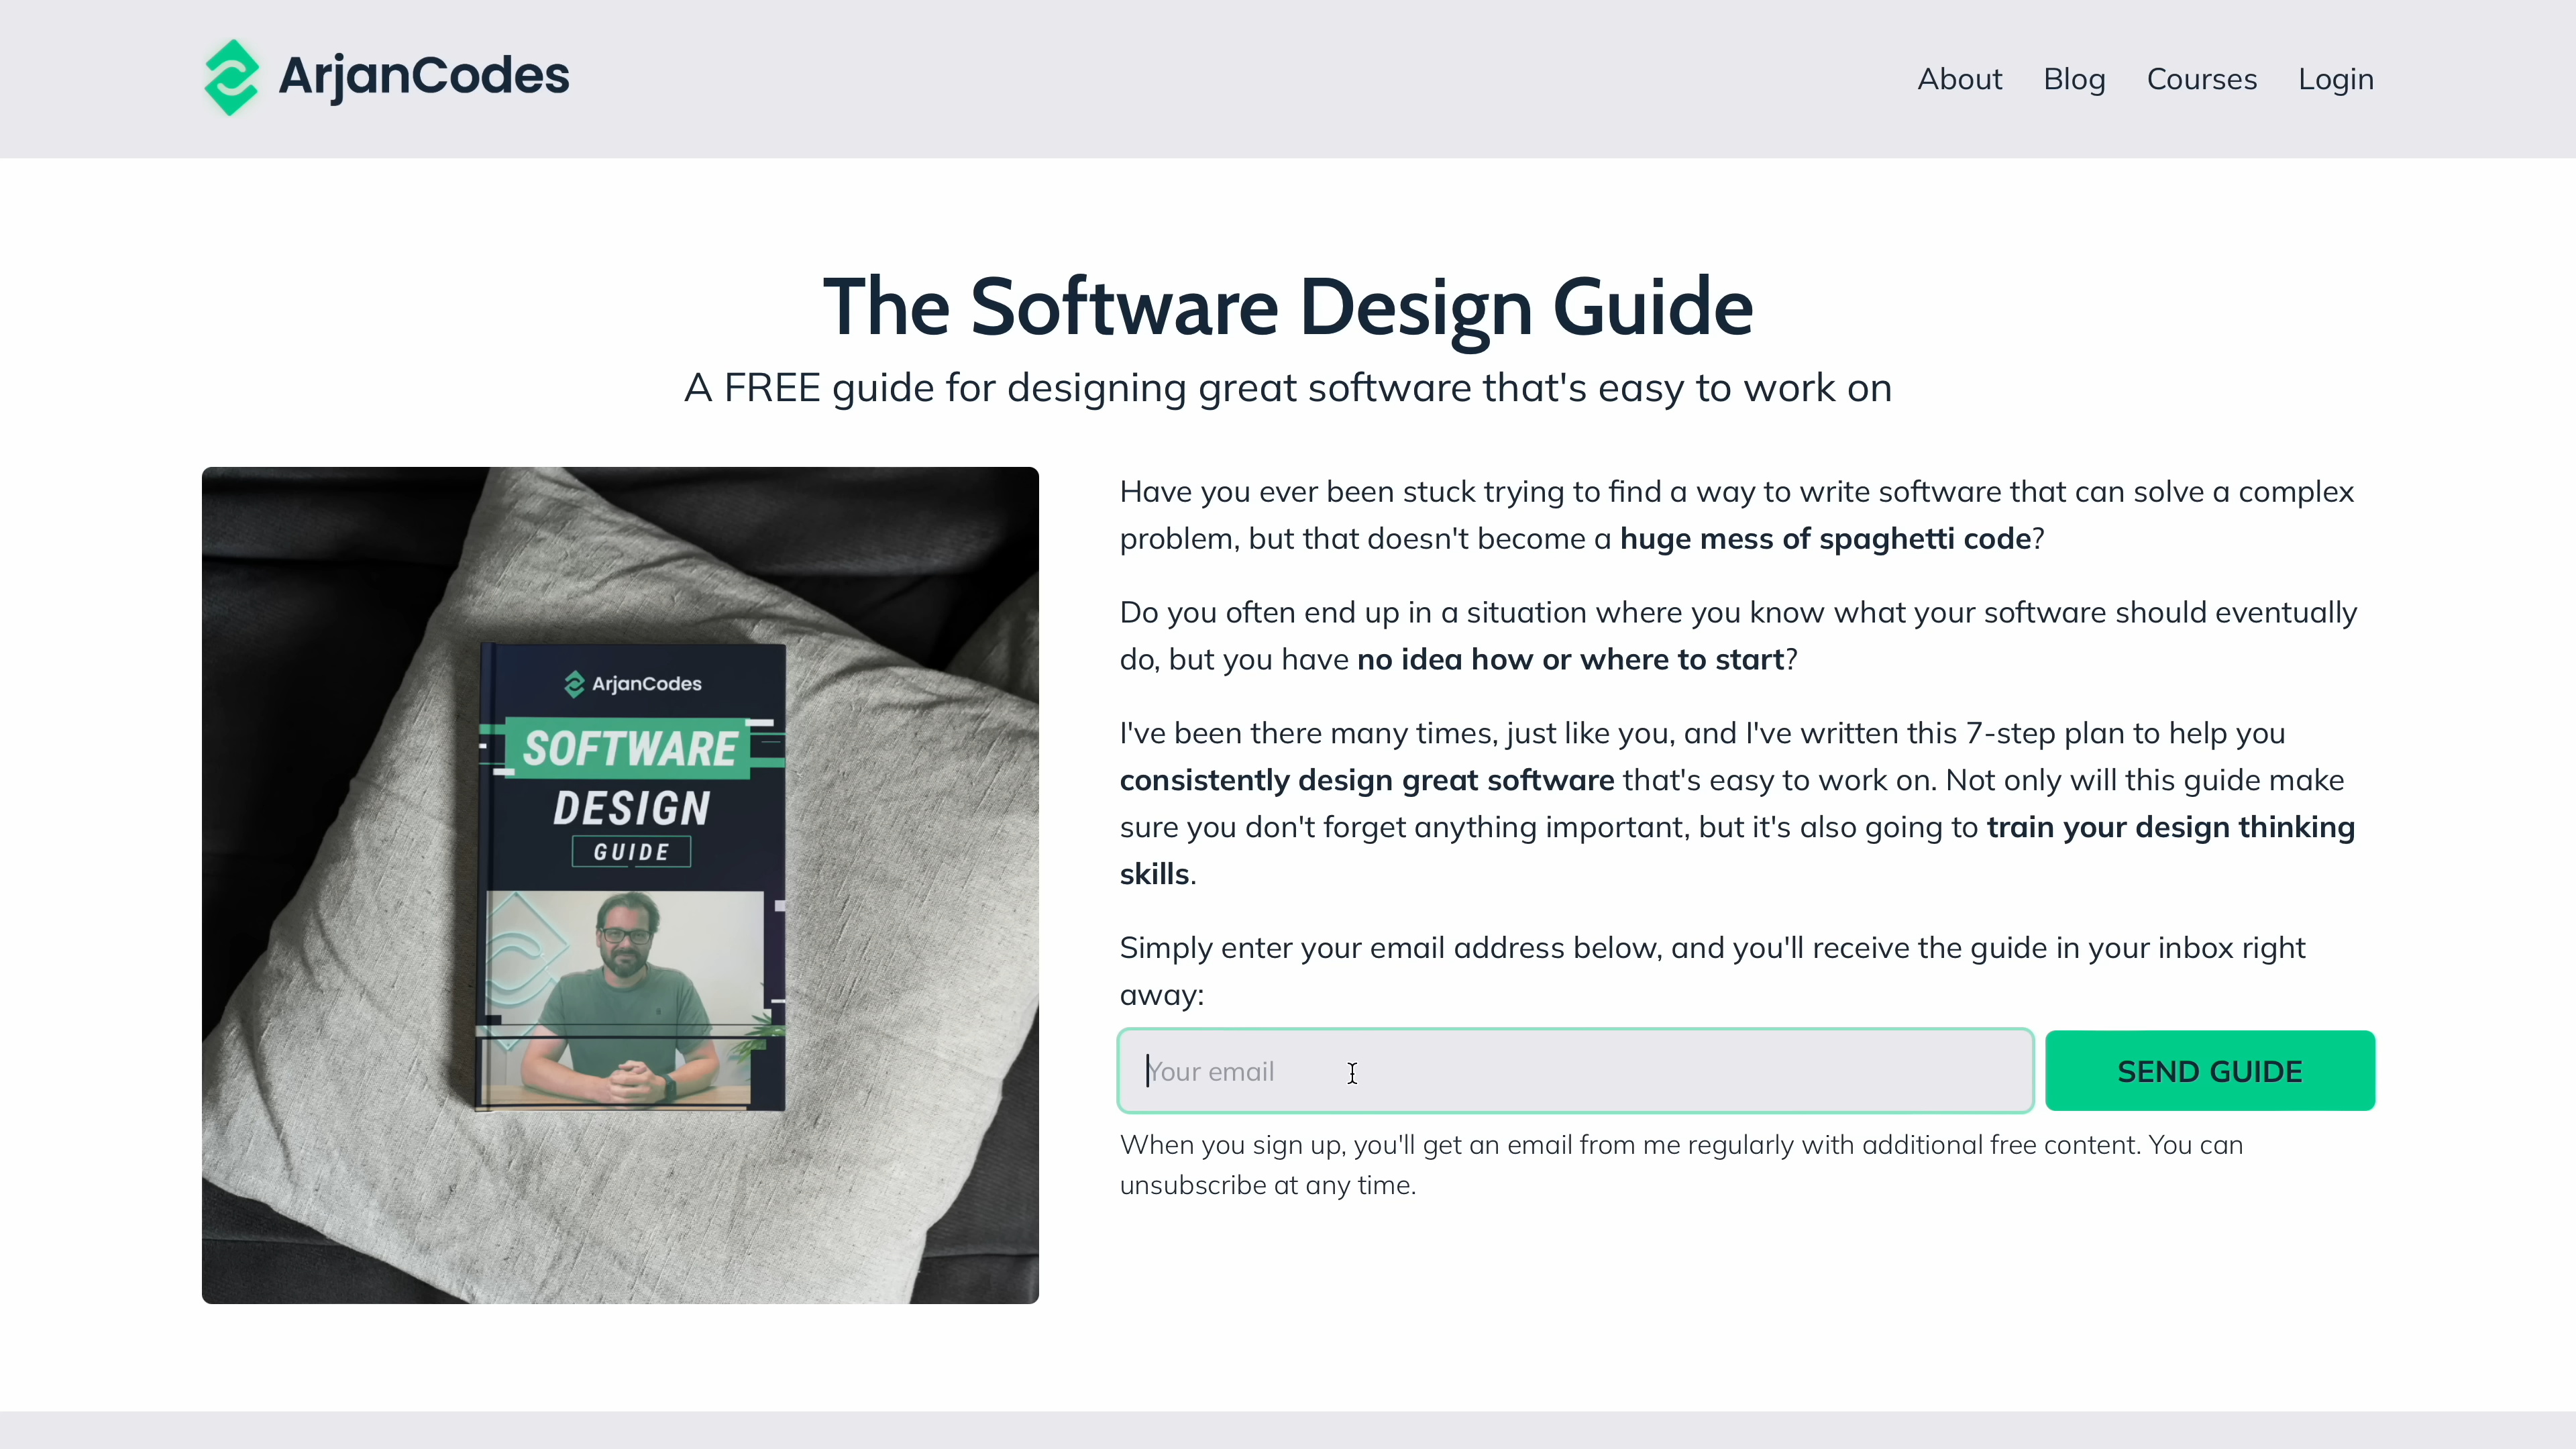 ArjanCodes
About Blog Courses Login
The Software Design Guide
A FREE guide for designing great software that's easy to work on
ArjanCodes
SOFTWARE
DESIGN
GUIDE
Have you ever been stuck trying to find a way to write software that can solve a complex
problem, but that doesn't become a huge mess of spaghetti code?
Do you often end up in a situation where you know what your software should eventually
do, but you have no idea how or where to start?
I've been there many times, just like you, and I've written this 7-step plan to help you
consistently design great software that's easy to work on. Not only will this guide make
sure you don't forget anything important, but it's also going to train your design thinking
skills.
Simply enter your email address below, and you'll receive the guide in your inbox right
away:
Your email
SEND GUIDE
When you sign up, you'll get an email from me regularly with additional free content. You can
unsubscribe at any time.